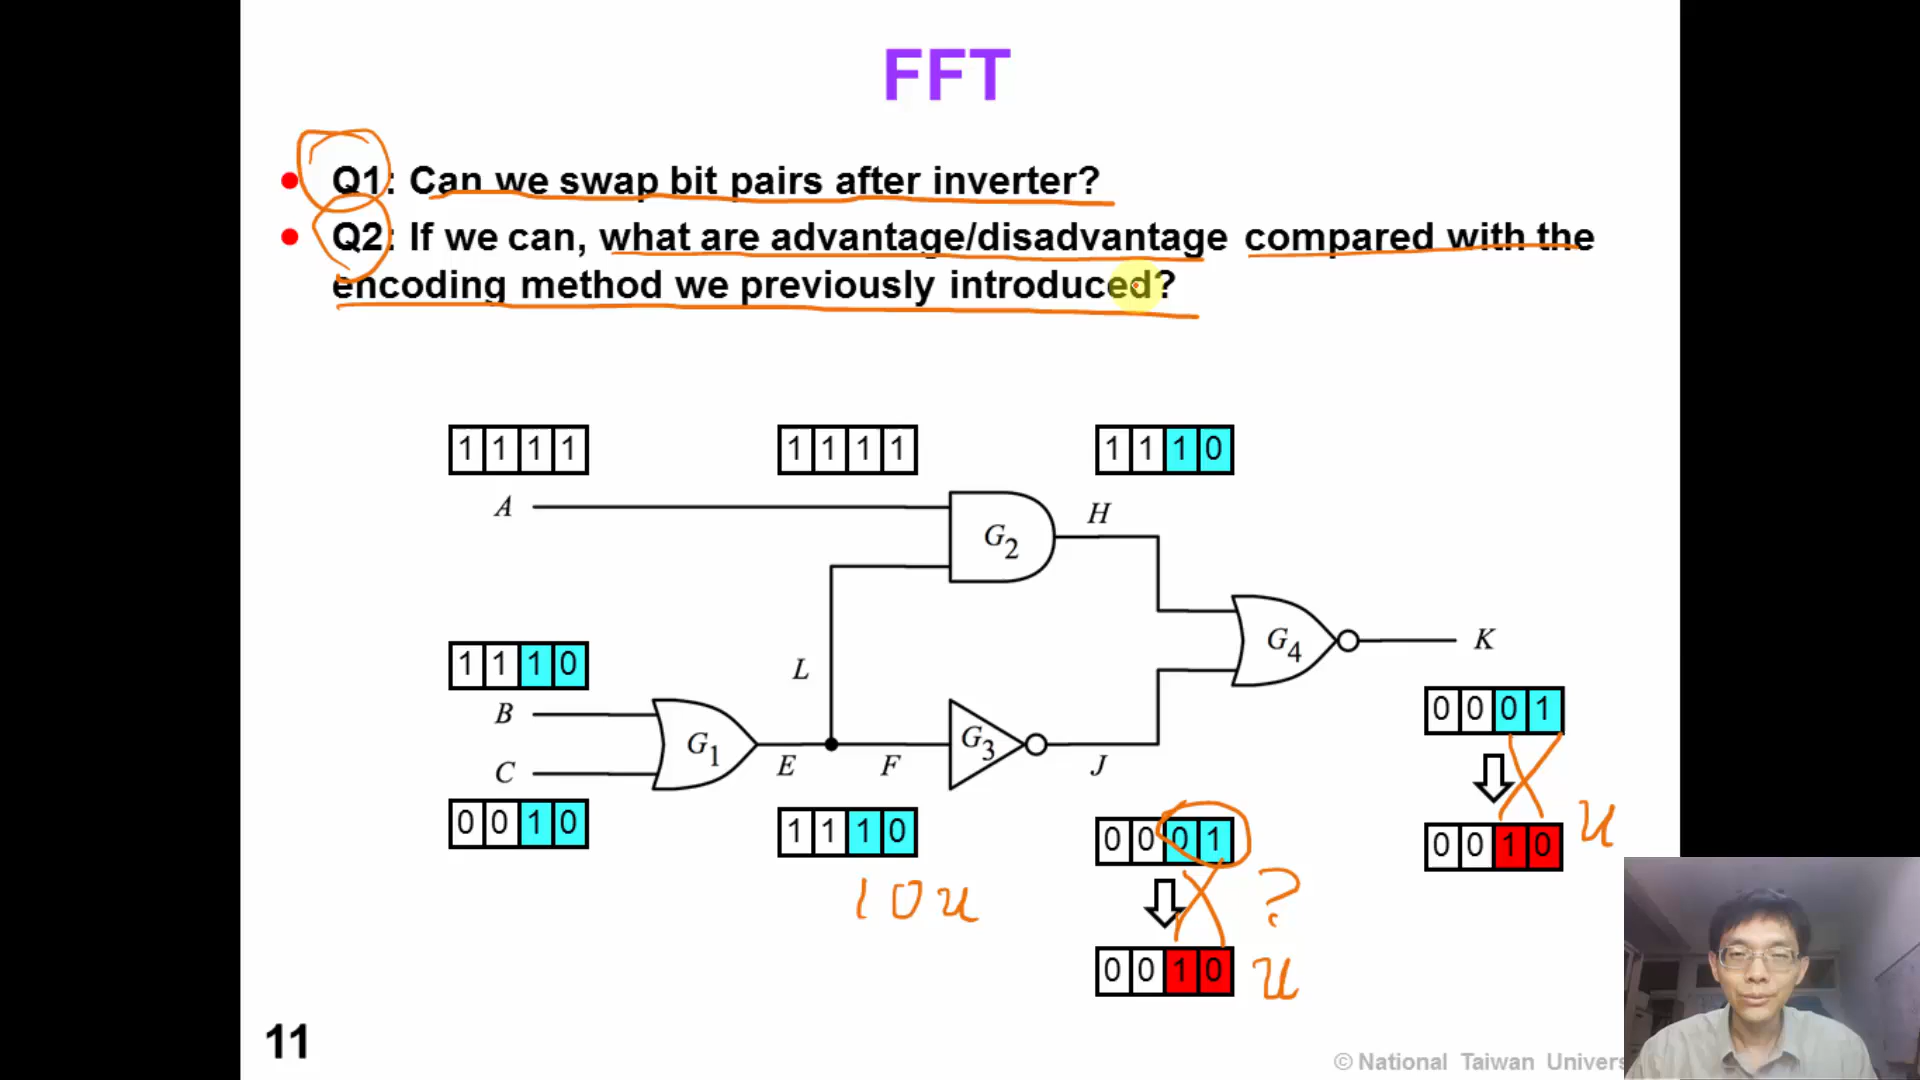 FFT
Q1: Can we swap bit pairs after inverter?
Q2: If we can, what are advantage/disadvantage compared with the
encoding method we previously introduced?
1 1 1 1
1 1 1 1
1 1 1 0
A
H
G2
1 1 1 0
L
G4
K
B
0 0 0 1
G1
G3
C
E
F
J
0 0 1 0
1 1 1 0
0 0 0 1
0 0 1 0
u
1 0 u
?
0 0 1 0
u
11
© National Taiwan Univers